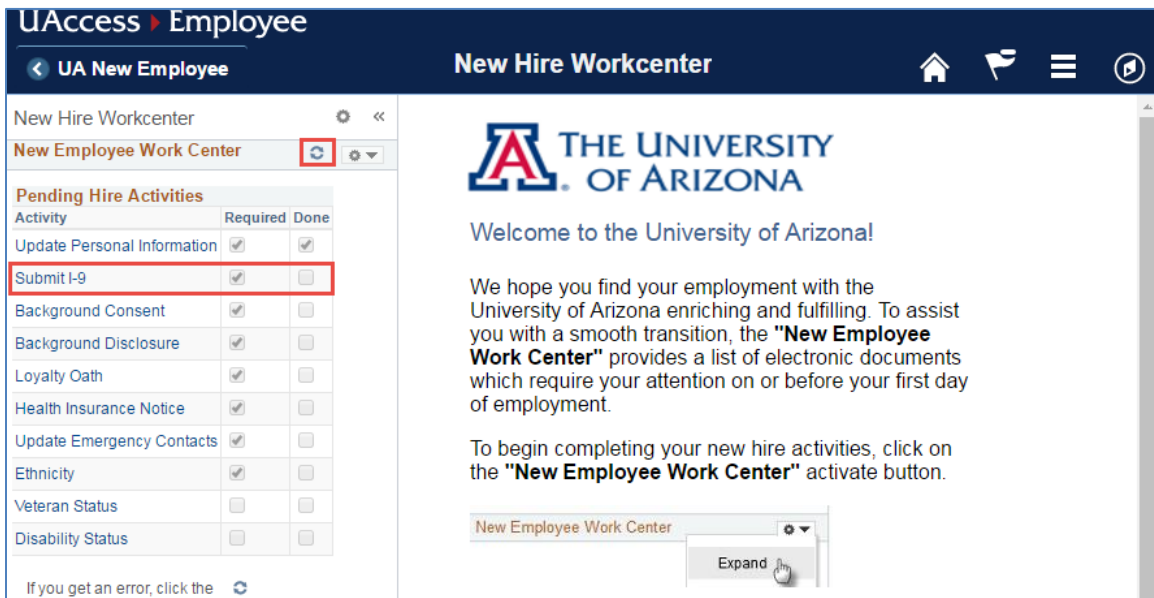 UAccess Employee
UA New Employee
New Hire Workcenter
New Hire Workcenter
New Employee Work Center
Pending Hire Activities
Activity Required Done
Update Personal Information
Submit I-9
Background Consent
Background Disclosure
Loyalty Oath
Health Insurance Notice
Update Emergency Contacts
Ethnicity
Veteran Status
Disability Status
If you get an error, click the
A
THE UNIVERSITY
OF ARIZONA
Welcome to the University of Arizona!
We hope you find your employment with the
University of Arizona enriching and fulfilling. To assist
you with a smooth transition, the "New Employee
Work Center" provides a list of electronic documents
which require your attention on or before your first day
of employment.
To begin completing your new hire activities, click on
the "New Employee Work Center" activate button.
New Employee Work Center
Expand